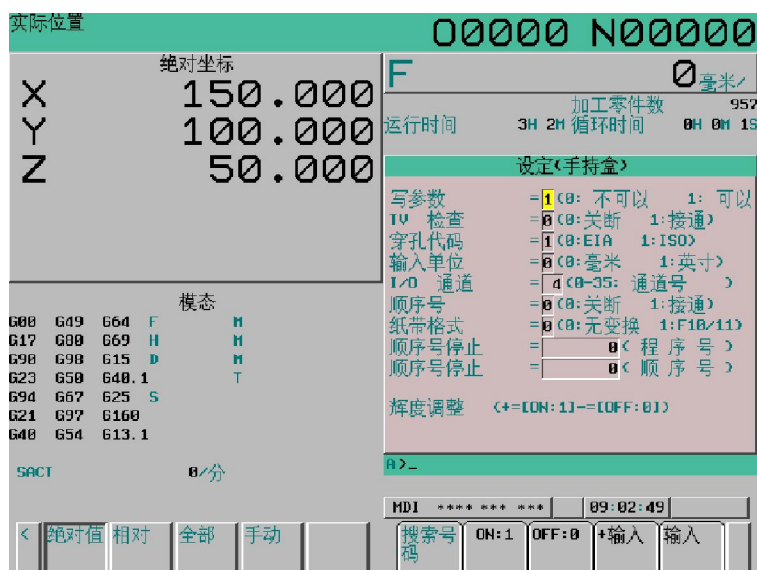 实际位置
O0000 N00000
绝对坐标
X 150.000
Y 100.000
Z 50.000
F 0 毫米/
加工零件数 957
运行时间 3H 2M 循环时间 0H 0M 1S
设定(手持盒)
写参数 =1(0: 不可以 1: 可以
TV 检查 =0(0:关断 1:接通)
穿孔代码 =1(0:EIA 1:ISO)
输入单位 =0(0:毫米 1:英寸)
I/O 通道 = 4(0-35: 通道号 )
顺序号 =0(0:关断 1:接通)
纸带格式 =0(0:无变换 1:F10/11)
顺序号停止 = 0( 程 序 号 )
顺序号停止 = 0( 顺 序 号 )
辉度调整 (+=[ON:1]-=[OFF:0])
模态
G00 G49 G64 F M
G17 G80 G69 H M
G90 G98 G15 D M
G23 G50 G40.1 T
G94 G67 G25 S
G21 G97 G160
G40 G54 G13.1
SACT 0/分
A>_
MDI **** *** *** 09:02:49
< 绝对值 相对 全部 手动
搜索号码 ON:1 OFF:0 +输入 输入